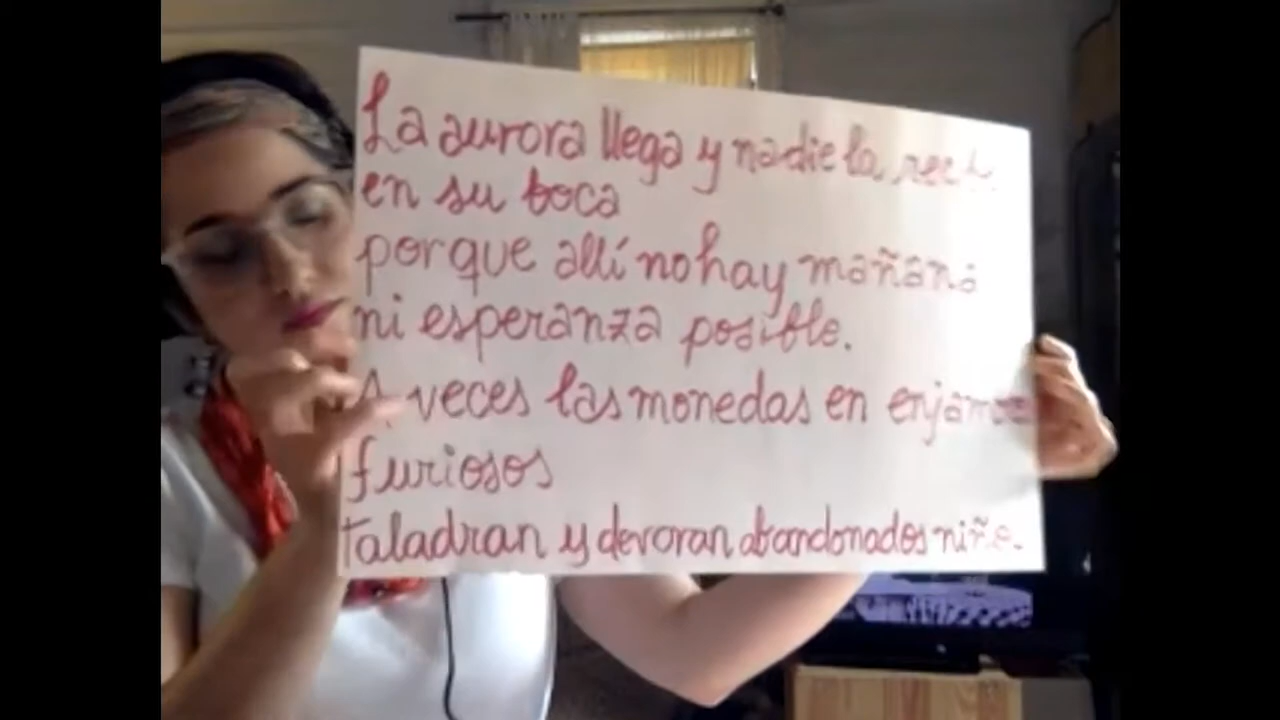 La aurora llega y nadie la
en su boca
porque allí no hay mañana
ni esperanza posible.
A veces las monedas en
furiosos
taladran y devoran abandonados